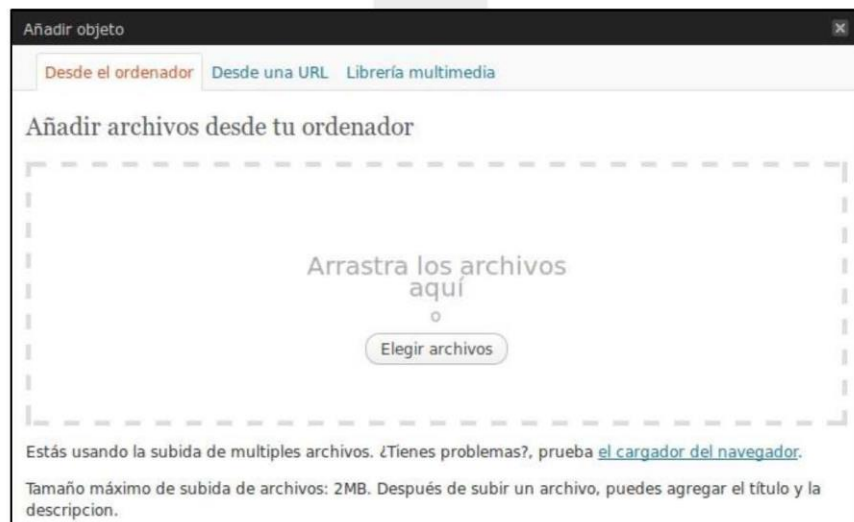 Añadir objeto
Desde el ordenador Desde una URL Librería multimedia
Añadir archivos desde tu ordenador
Arrastra los archivos
aquí
o
Elegir archivos
Estás usando la subida de multiples archivos. ¿Tienes problemas?, prueba el cargador del navegador.
Tamaño máximo de subida de archivos: 2MB. Después de subir un archivo, puedes agregar el título y la
descripcion.